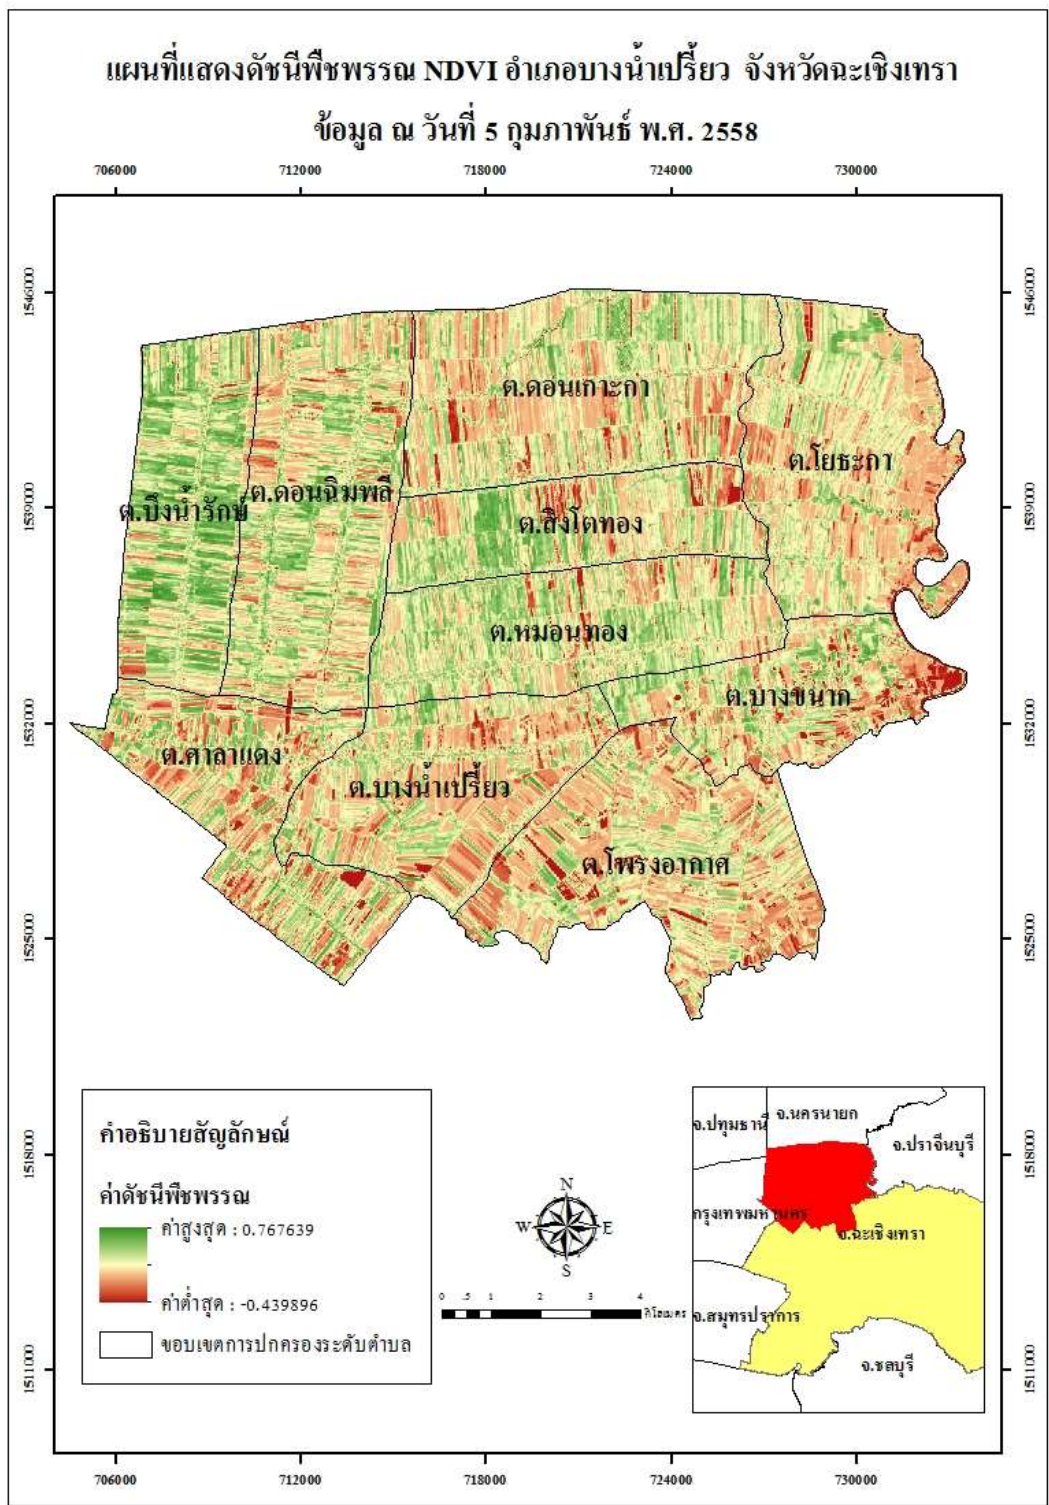 แผนที่แสดงดัชนีพืชพรรณ NDVI อำเภอบางน้ำเปรี้ยว จังหวัดฉะเชิงเทรา
ข้อมูล ณ วันที่ 5 กุมภาพันธ์ พ.ศ. 2558
706000 712000 718000 724000 730000
1546000 1546000
ต.ดอนเกาะกา
ต.โยธะกา
ต.ดอนฉิมพลี
ต.บึงน้ำรักษ์
1539000 1539000
ต.สิงโตทอง
ต.หมอนทอง
ต.บางขนาก
1532000 1532000
ต.ศาลาแดง
ต.บางน้ำเปรี้ยว
ต.โพรงอากาศ
1525000 1525000
คำอธิบายสัญลักษณ์
ค่าดัชนีพืชพรรณ
ค่าสูงสุด : 0.767639
ค่าต่ำสุด : -0.439896
ขอบเขตการปกครองระดับตำบล
N
W E
S
0 .5 1 2 3 4
กิโลเมตร
จ.นครนายก
จ.ปทุมธานี
จ.ปราจีนบุรี
กรุงเทพมหานคร
จ.ฉะเชิงเทรา
จ.สมุทรปราการ
จ.ชลบุรี
1518000 1518000
1511000 1511000
706000 712000 718000 724000 730000